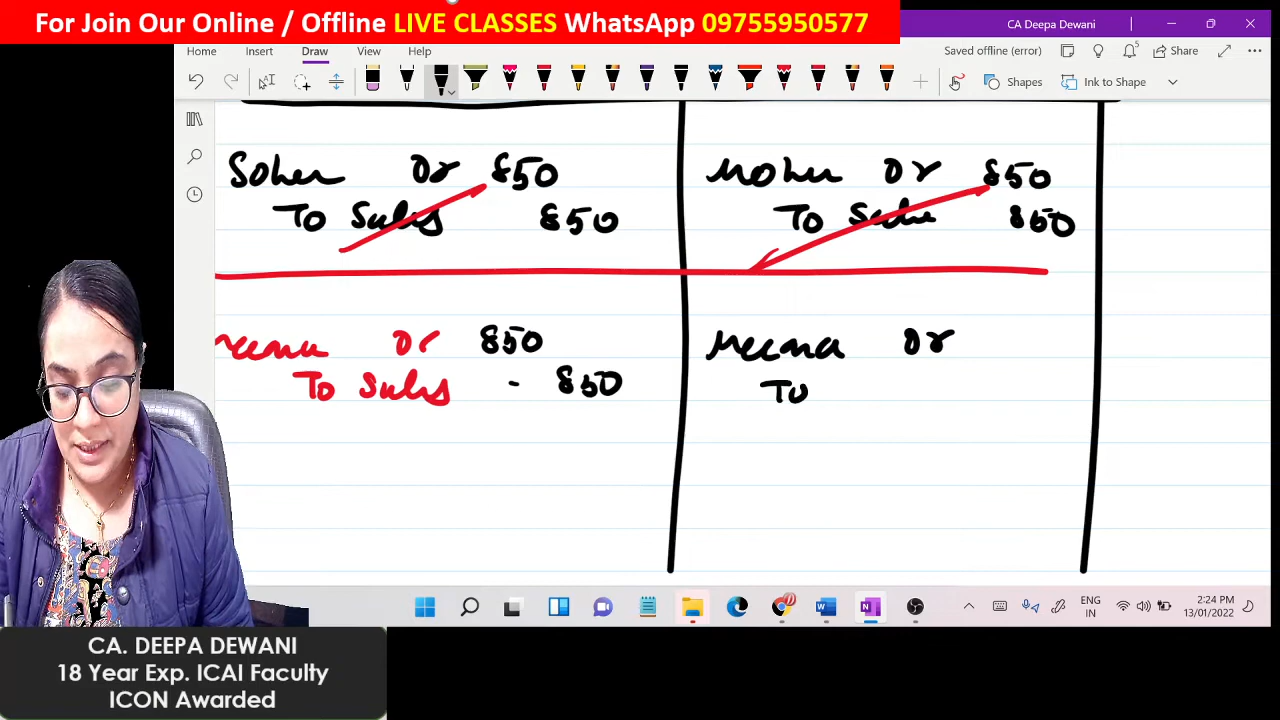 For Join Our Online / Offline LIVE CLASSES WhatsApp 09755950577
CA Deepa Dewani
Home Insert Draw View Help
Saved offline (error) Share
Shapes Ink to Shape
Sohan Dr 850
To Sales 850
Mohan Dr 850
To Sale 850
Meena Dr 850
To Sales - 850
Meena Dr
To
ENG
IN
2:24 PM
13/01/2022
CA. DEEPA DEWANI
18 Year Exp. ICAI Faculty
ICON Awarded